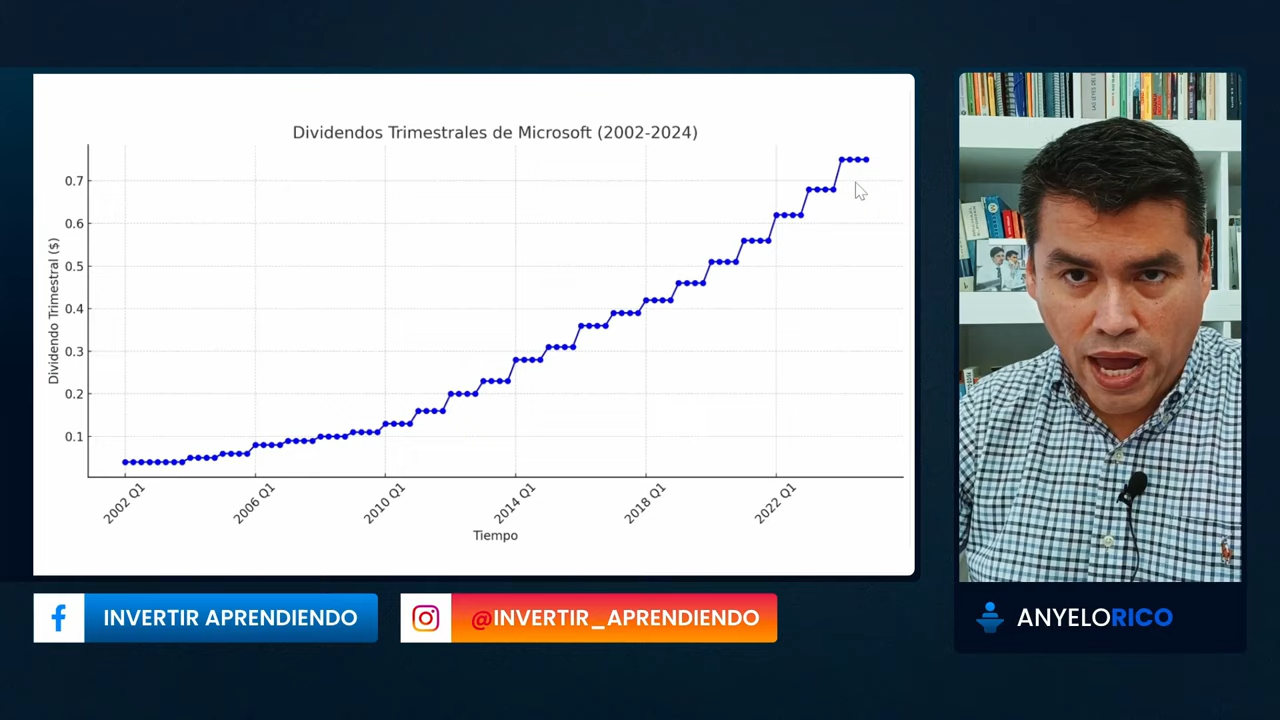 Dividendos Trimestrales de Microsoft (2002-2024)
Dividendo Trimestral ($)
0.7
0.6
0.5
0.4
0.3
0.2
0.1
2002 Q1
2006 Q1
2010 Q1
2014 Q1
2018 Q1
2022 Q1
Tiempo
INVERTIR APRENDIENDO
@INVERTIR_APRENDIENDO
ANYELORICO